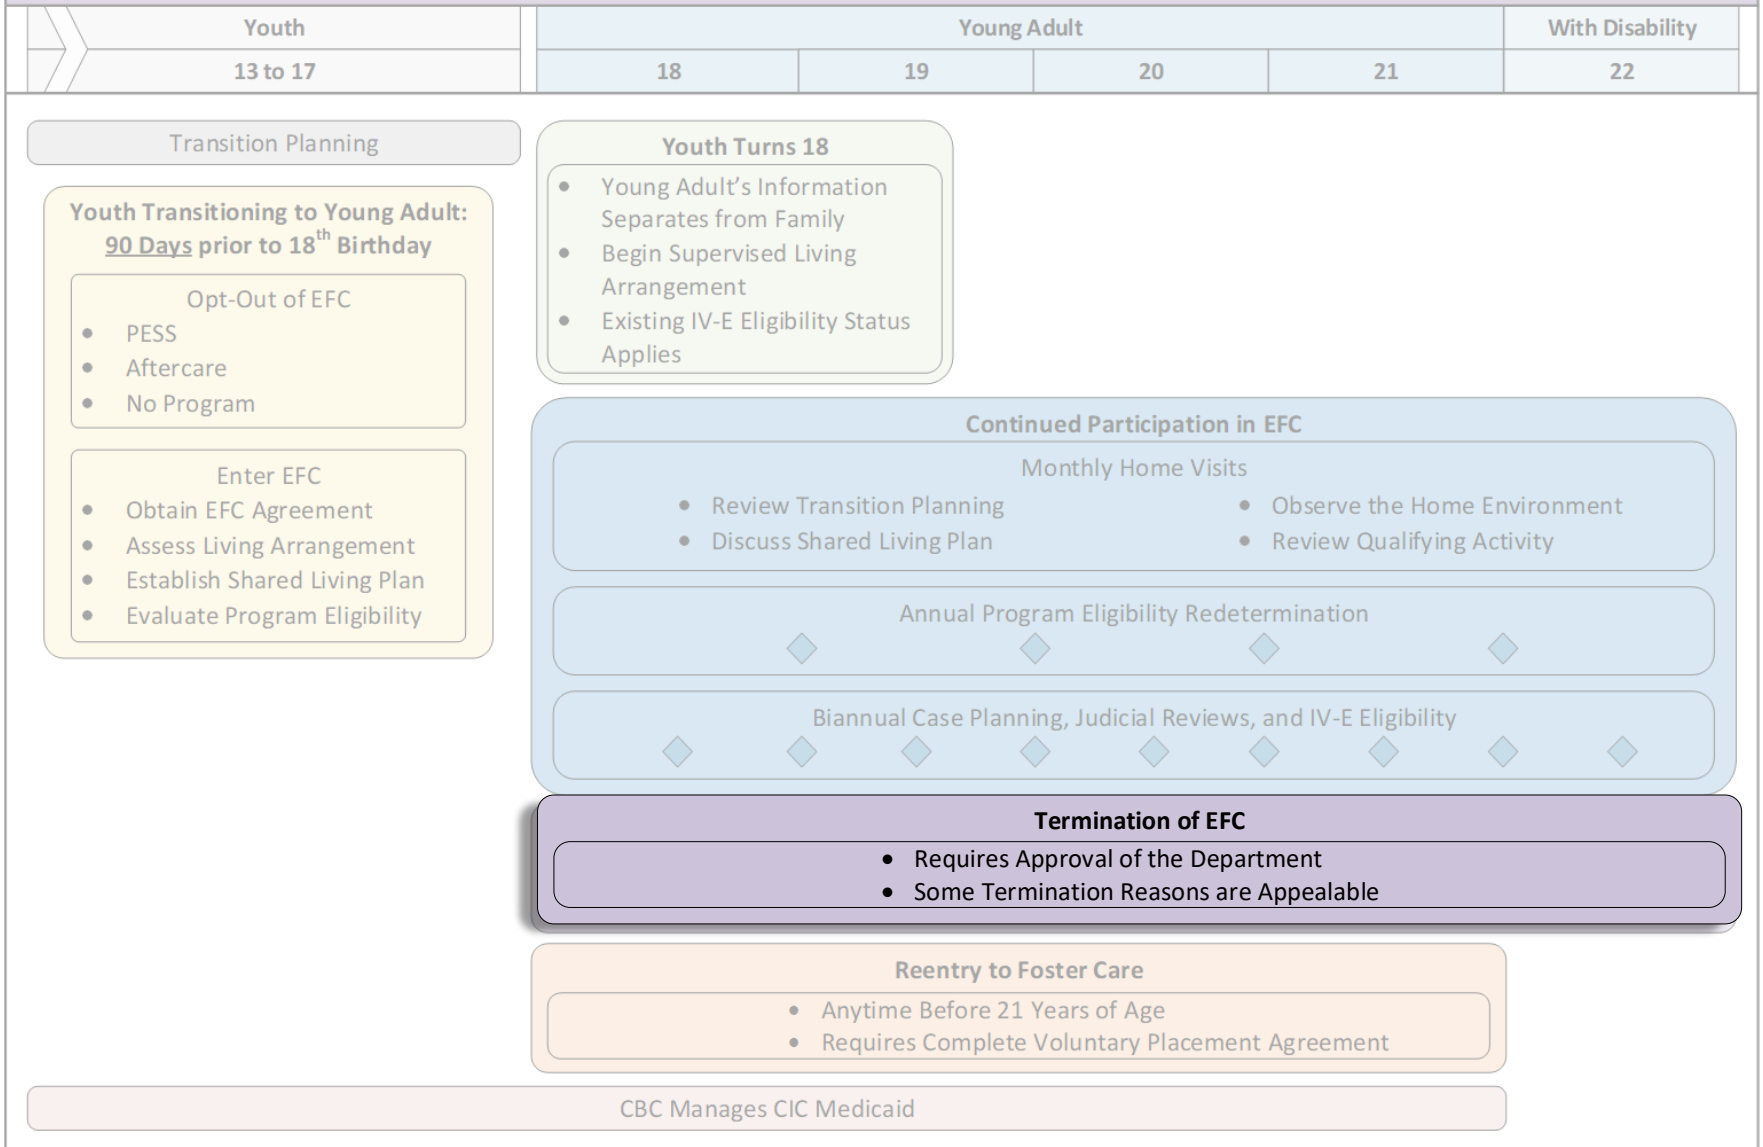 Youth
Young Adult
With Disability
13 to 17
18
19
20
21
22
Transition Planning
Youth Transitioning to Young Adult:
90 Days prior to 18th Birthday
Opt-Out of EFC
• PESS
• Aftercare
• No Program
Enter EFC
• Obtain EFC Agreement
• Assess Living Arrangement
• Establish Shared Living Plan
• Evaluate Program Eligibility
Youth Turns 18
• Young Adult’s Information
Separates from Family
• Begin Supervised Living
Arrangement
• Existing IV-E Eligibility Status
Applies
Continued Participation in EFC
Monthly Home Visits
• Review Transition Planning
• Discuss Shared Living Plan
• Observe the Home Environment
• Review Qualifying Activity
Annual Program Eligibility Redetermination
Biannual Case Planning, Judicial Reviews, and IV-E Eligibility
Termination of EFC
• Requires Approval of the Department
• Some Termination Reasons are Appealable
Reentry to Foster Care
• Anytime Before 21 Years of Age
• Requires Complete Voluntary Placement Agreement
CBC Manages CIC Medicaid